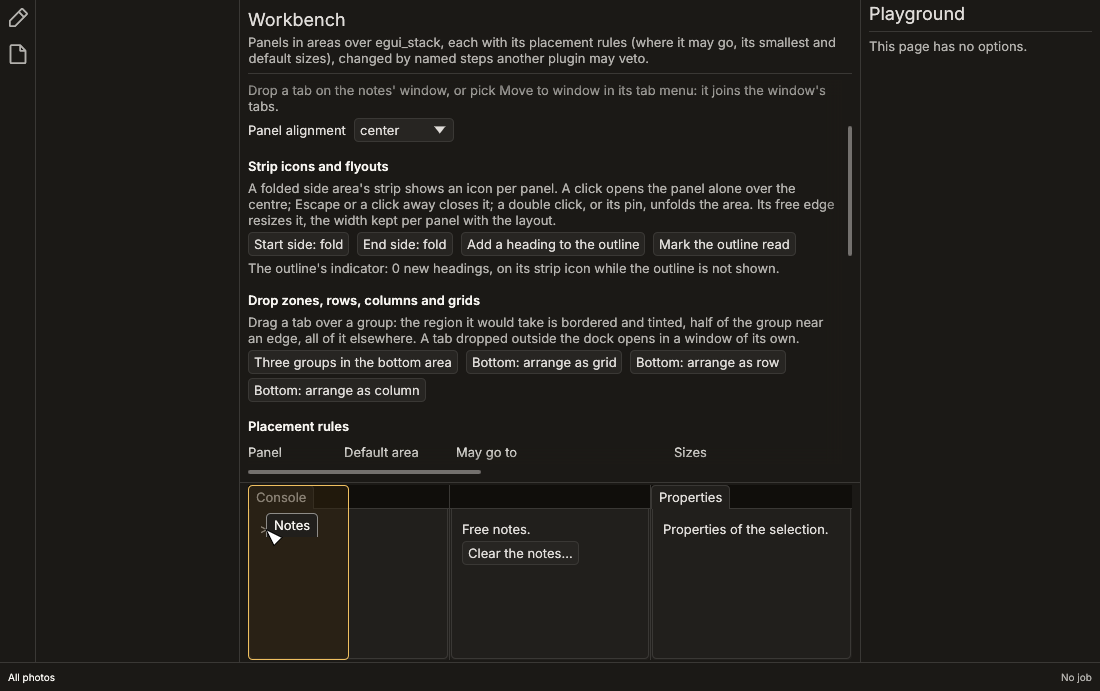 Workbench
Panels in areas over egui_stack, each with its placement rules (where it may go, its smallest and
default sizes), changed by named steps another plugin may veto.
Drop a tab on the notes' window, or pick Move to window in its tab menu: it joins the window's
tabs.
Panel alignment center
Strip icons and flyouts
A folded side area's strip shows an icon per panel. A click opens the panel alone over the
centre; Escape or a click away closes it; a double click, or its pin, unfolds the area. Its free edge
resizes it, the width kept per panel with the layout.
Start side: fold End side: fold Add a heading to the outline Mark the outline read
The outline's indicator: 0 new headings, on its strip icon while the outline is not shown.
Drop zones, rows, columns and grids
Drag a tab over a group: the region it would take is bordered and tinted, half of the group near
an edge, all of it elsewhere. A tab dropped outside the dock opens in a window of its own.
Three groups in the bottom area Bottom: arrange as grid Bottom: arrange as row
Bottom: arrange as column
Placement rules
Panel Default area May go to Sizes
Console
>
Notes
Free notes.
Clear the notes...
Properties
Properties of the selection.
Playground
This page has no options.
All photos
No job